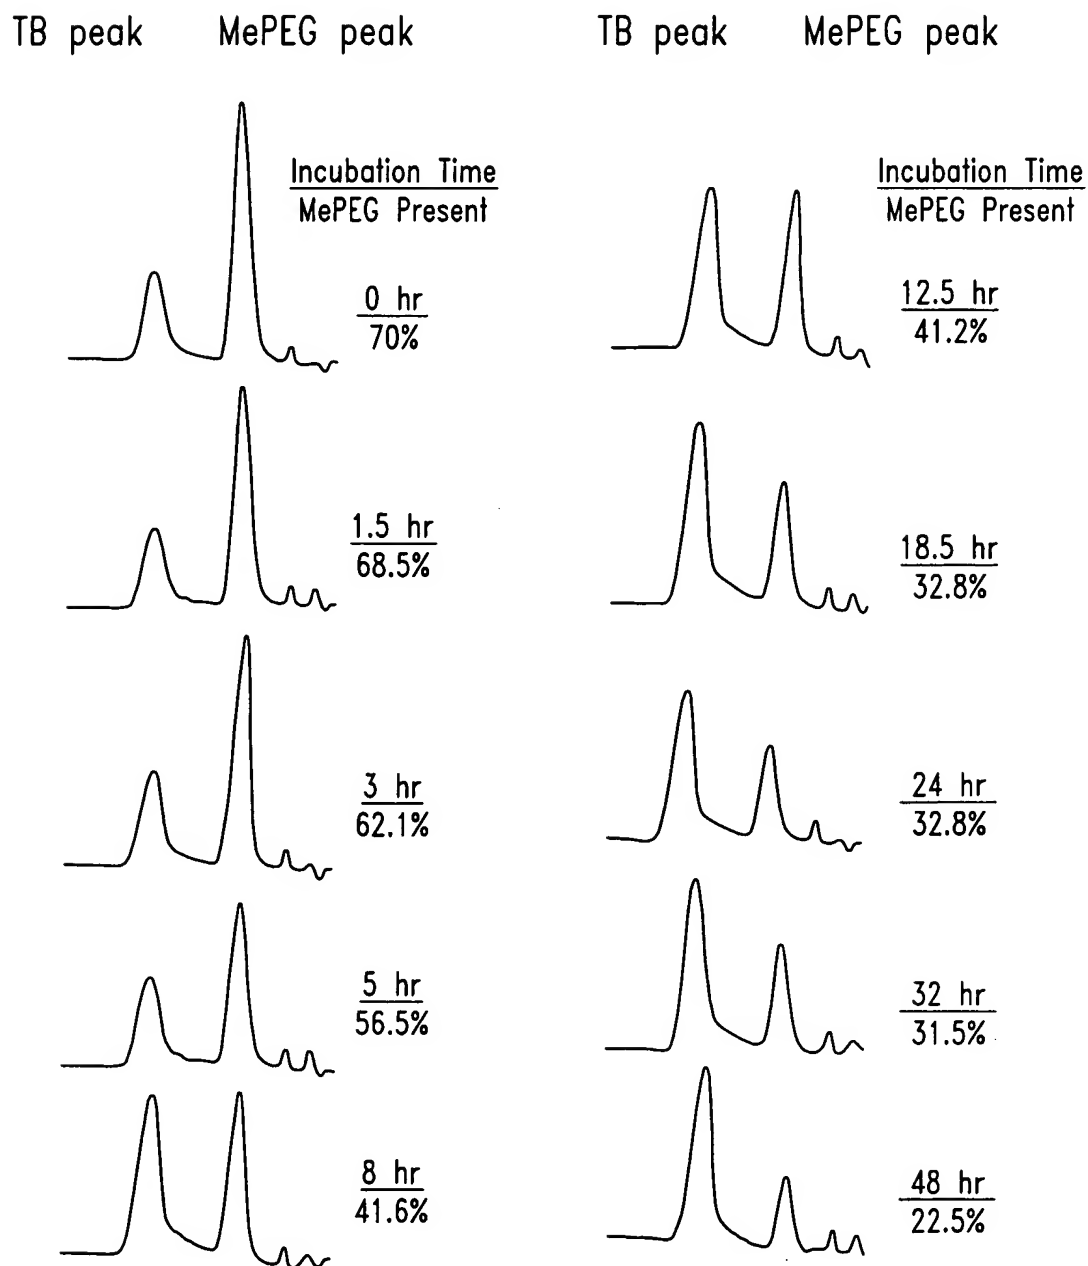 TB peak MePEG peak
Incubation Time
MePEG Present
0 hr
70%
1.5 hr
68.5%
3 hr
62.1%
5 hr
56.5%
8 hr
41.6%
TB peak MePEG peak
Incubation Time
MePEG Present
12.5 hr
41.2%
18.5 hr
32.8%
24 hr
32.8%
32 hr
31.5%
48 hr
22.5%